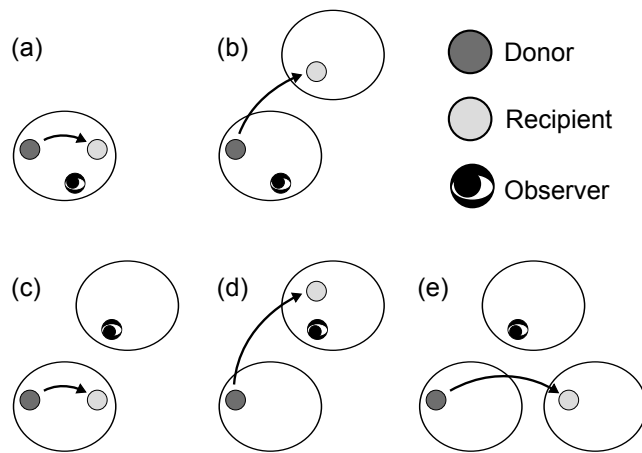 (a)
(b)
Donor
Recipient
Observer
(c)
(d)
(e)